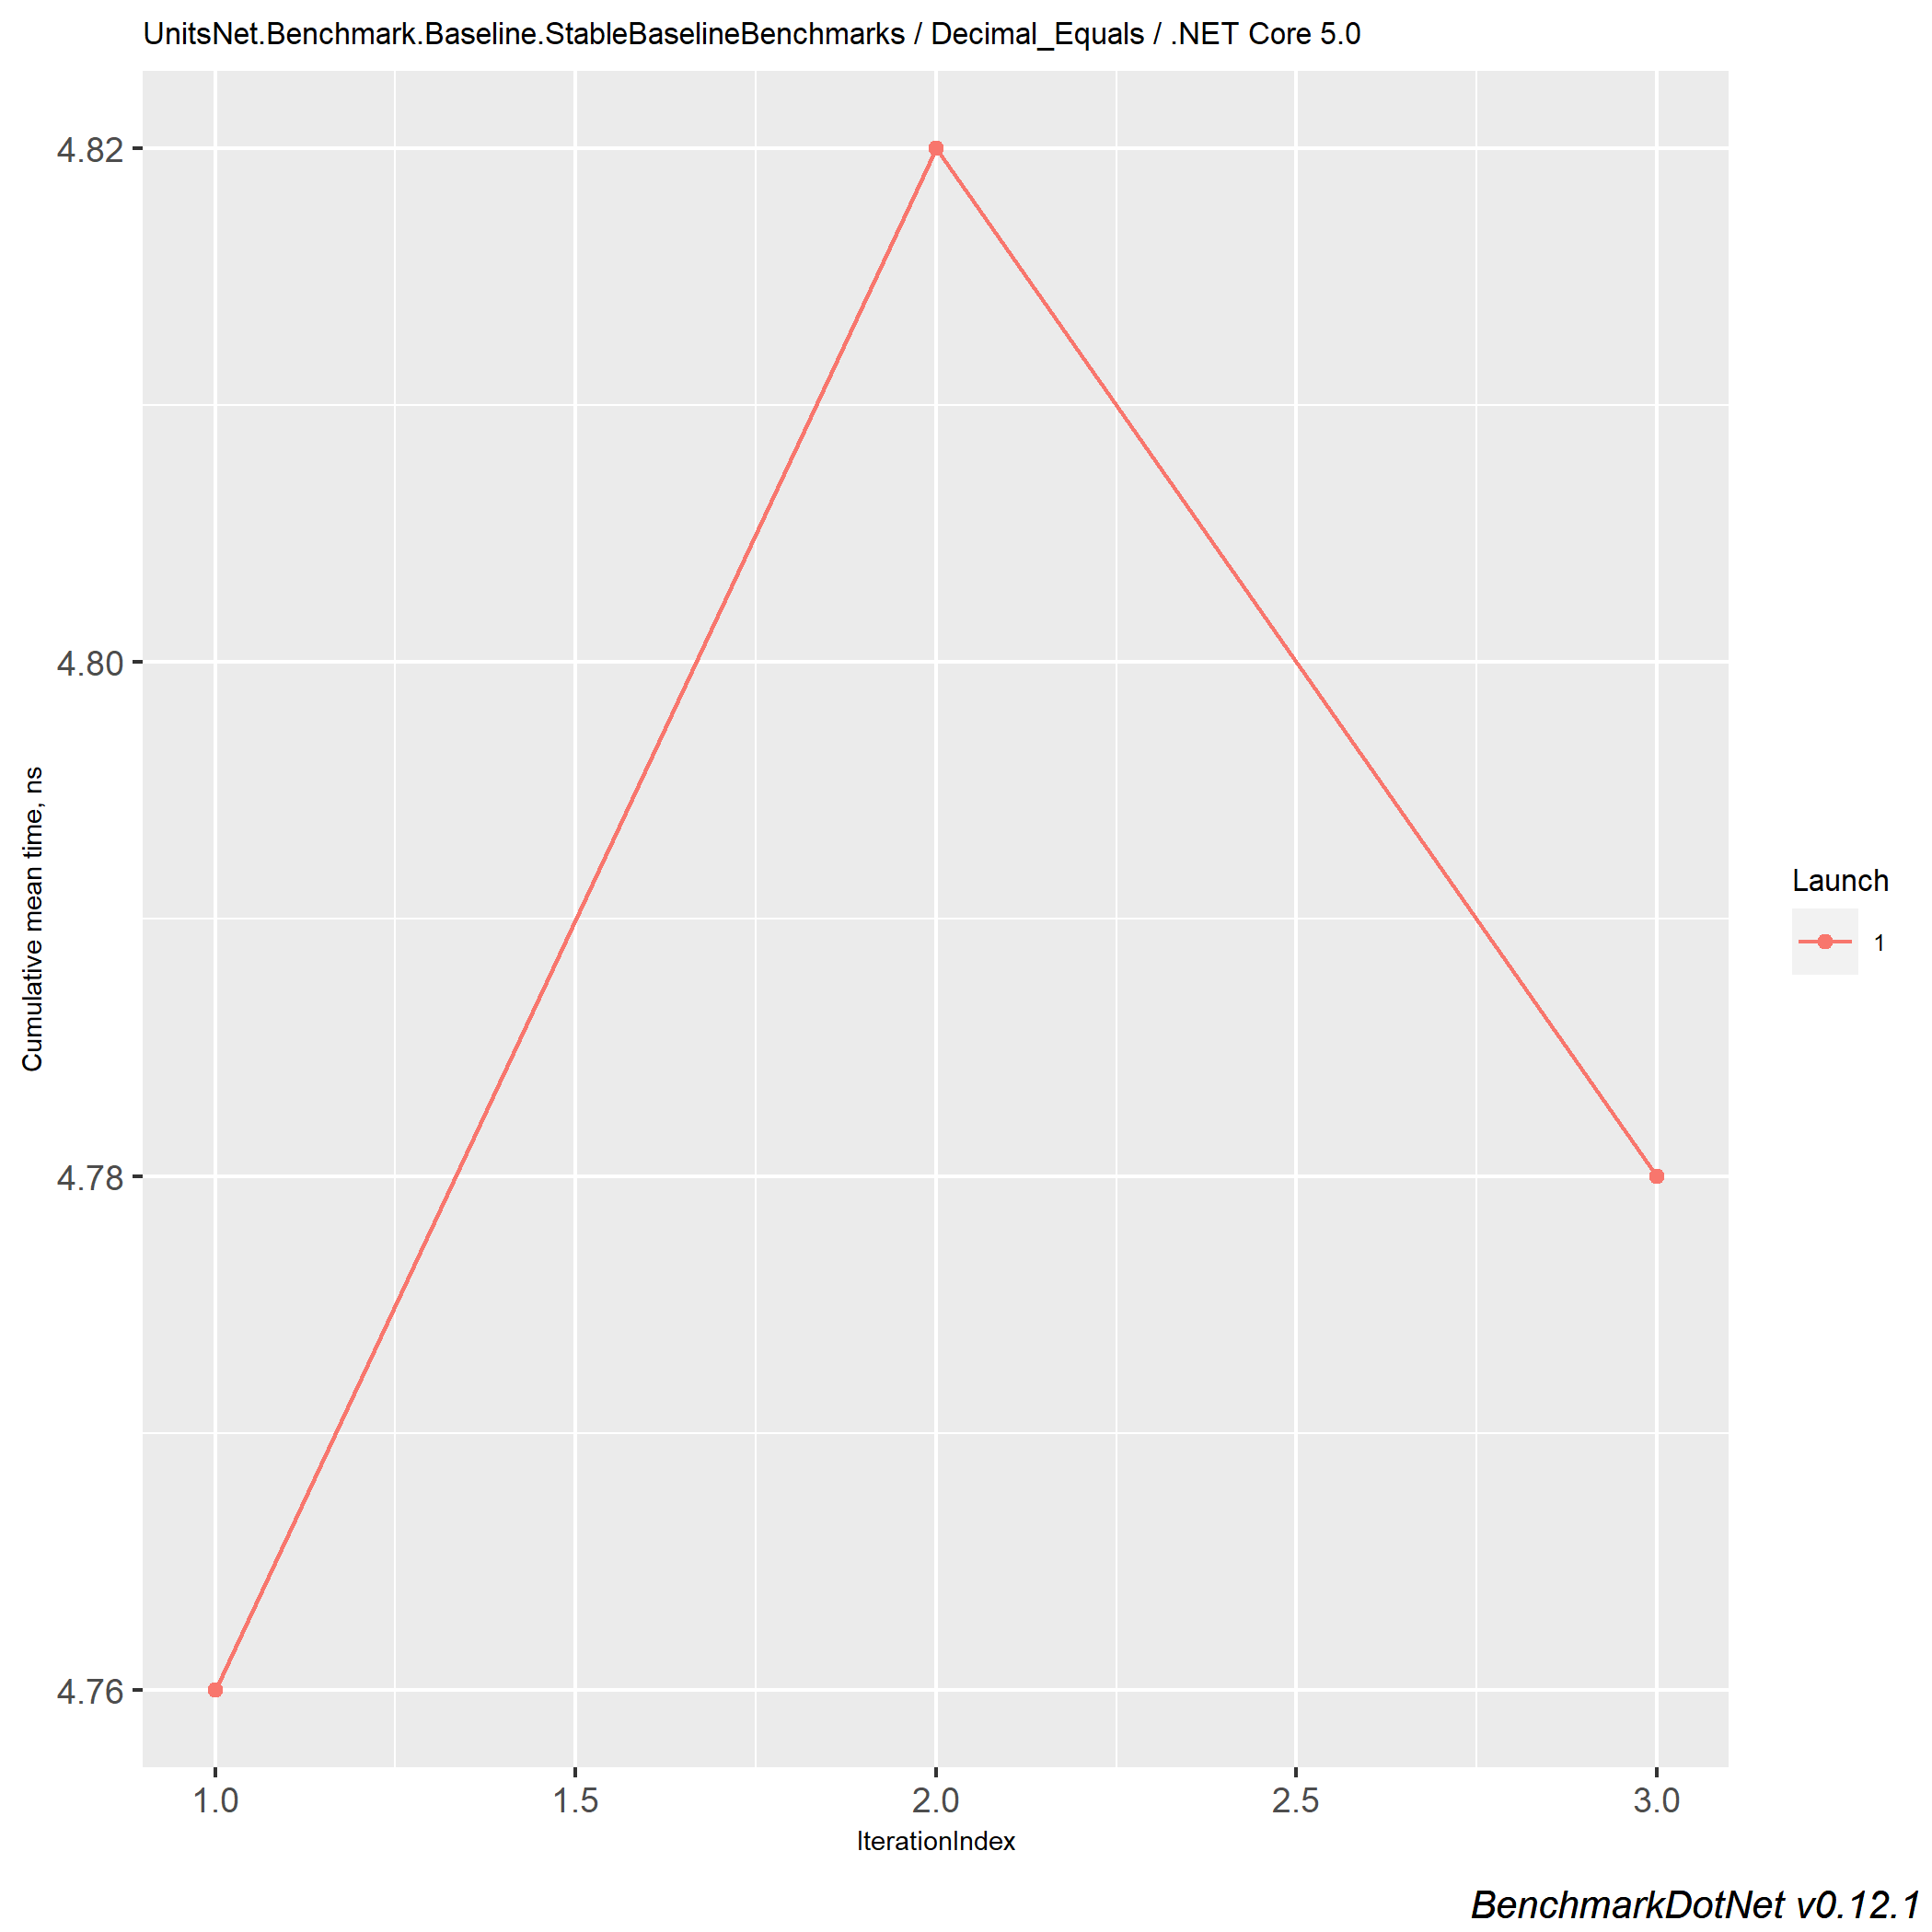 UnitsNet.Benchmark.Baseline.StableBaselineBenchmarks / Decimal_Equals / .NET Core 5.0
4.82
4.80
4.78
4.76
Cumulative mean time, ns
1.0 1.5 2.0 2.5 3.0
IterationIndex
Launch
1
BenchmarkDotNet v0.12.1